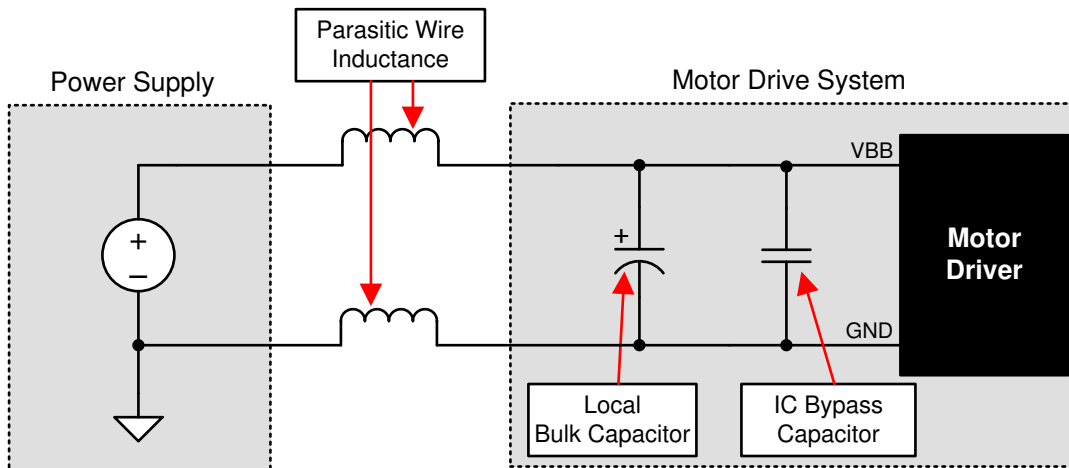 Parasitic Wire
Inductance
Power Supply
Motor Drive System
VBB
+
–
+
Motor
Driver
GND
Local
Bulk Capacitor
IC Bypass
Capacitor